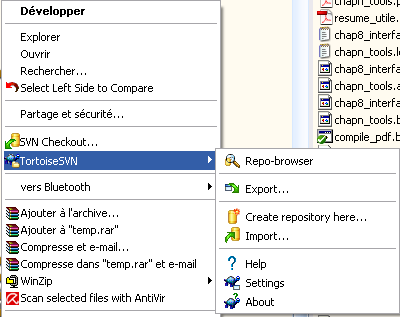 Développer
Explorer
Ouvrir
Rechercher...
Select Left Side to Compare
Partage et sécurité...
SVN Checkout...
TortoiseSVN
vers Bluetooth
Ajouter à l'archive...
Ajouter à "temp.rar"
Compresse et e-mail...
Compresse dans "temp.rar" et e-mail
WinZip
Scan selected files with AntiVir
Repo-browser
Export...
Create repository here...
Import...
Help
Settings
About
chapn_tools.p
resume_utile.
chap8_interfa
chapn_tools.l
chap8_interfa
chapn_tools.a
chap8_interfa
chapn_tools.b
compile_pdf.b